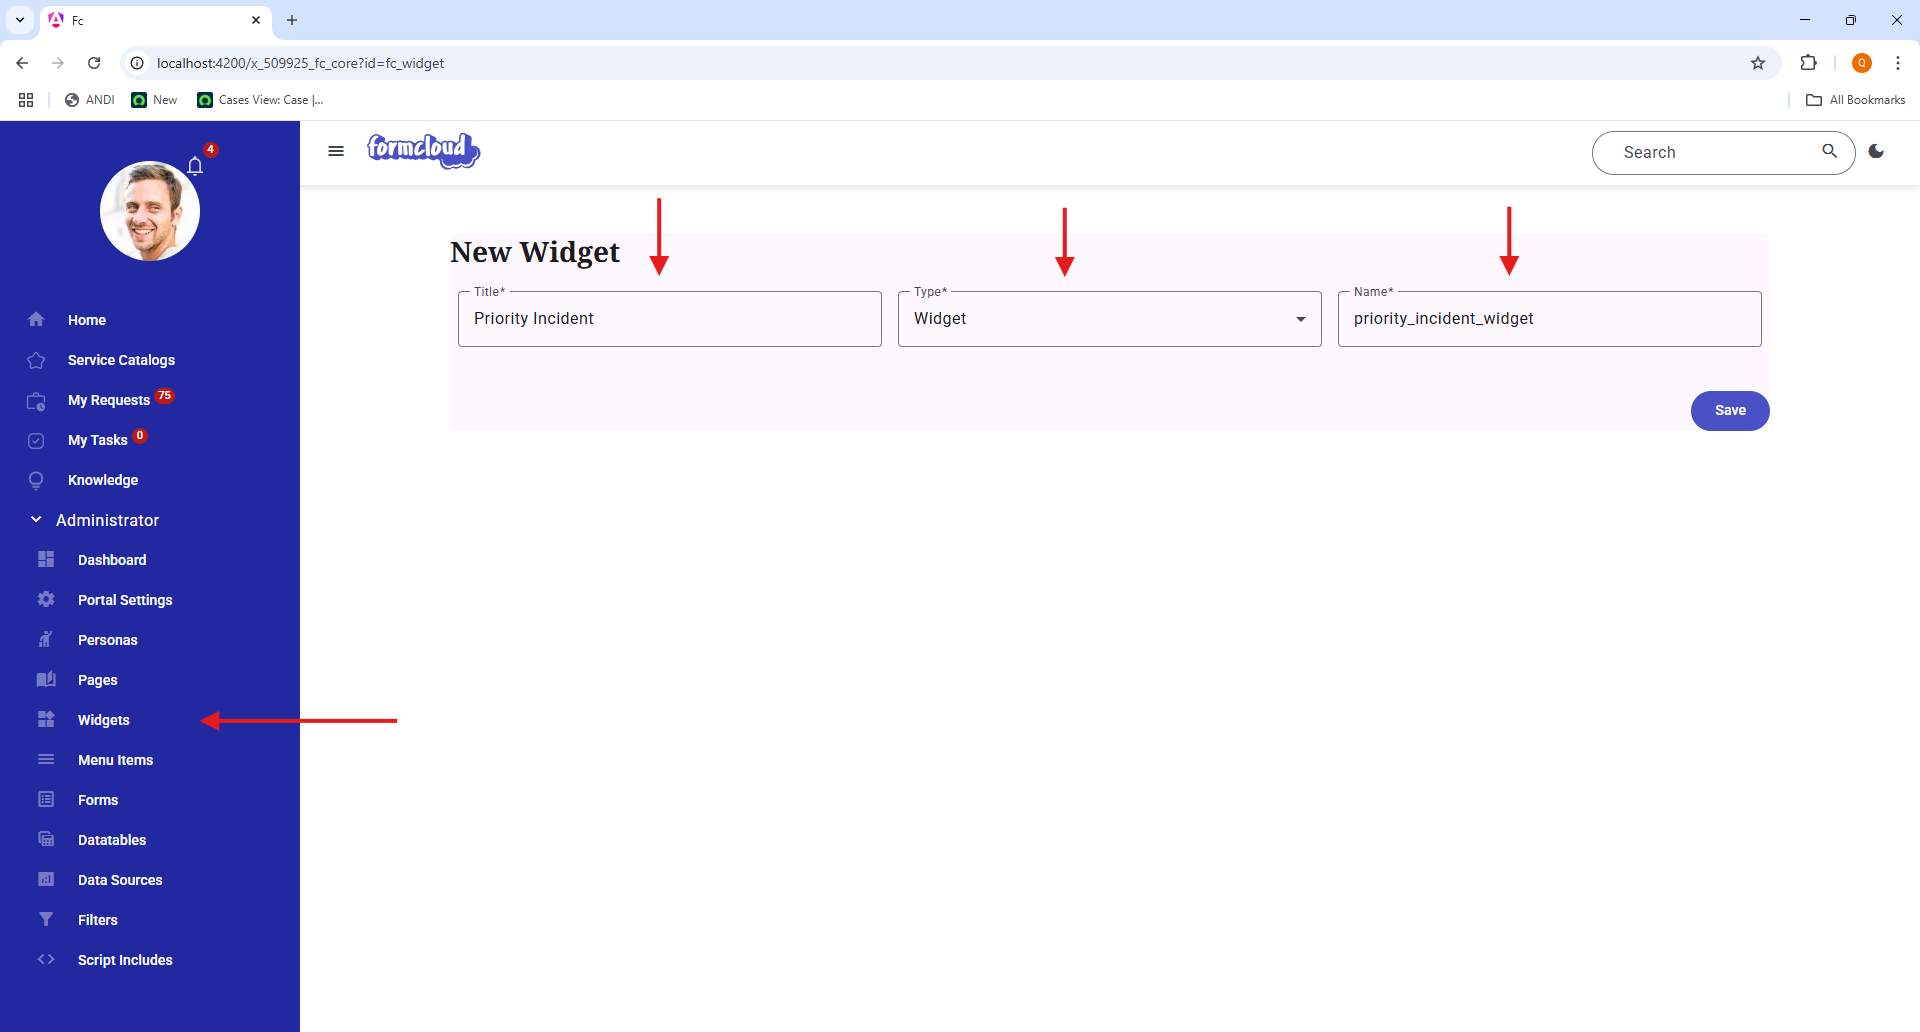 Fc
localhost:4200/x_509925_fc_core?id=fc_widget
Q
ANDI
New
Cases View: Case |...
All Bookmarks
4
formcloud
Search
Home
Service Catalogs
My Requests 75
My Tasks 0
Knowledge
Administrator
Dashboard
Portal Settings
Personas
Pages
Widgets
Menu Items
Forms
Datatables
Data Sources
Filters
Script Includes
New Widget
Title*
Priority Incident
Type*
Widget
Name*
priority_incident_widget
Save